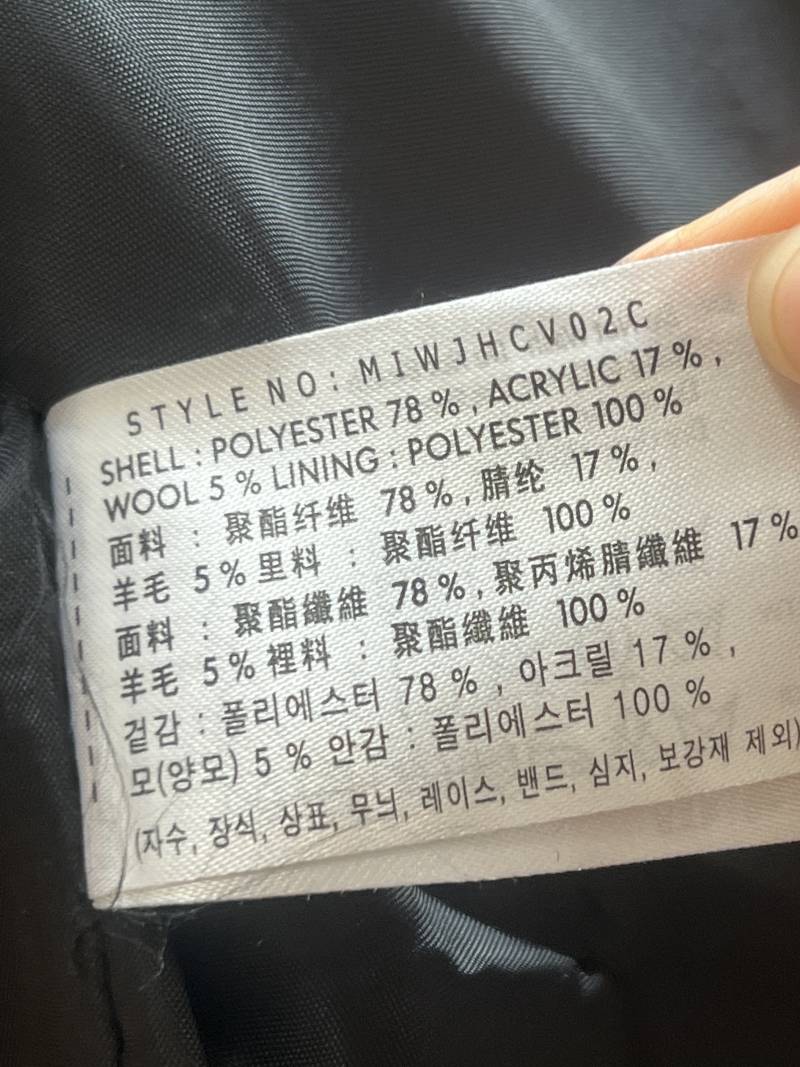 STYLE NO: MIWJHCV02C
SHELL : POLYESTER 78 % , ACRYLIC 17 % ,
WOOL 5 % LINING : POLYESTER 100 %
面料 : 聚酯纤维 78 % , 腈纶 17 % ,
羊毛 5 % 里料 : 聚酯纤维 100 %
面料 : 聚酯纖維 78 % , 聚丙烯腈纖維 17 %
羊毛 5 % 裡料 : 聚酯纖維 100 %
겉감 : 폴리에스터 78 % , 아크릴 17 % ,
모(양모) 5 % 안감 : 폴리에스터 100 %
(자수, 장식, 상표, 무늬, 레이스, 밴드, 심지, 보강재 제외)